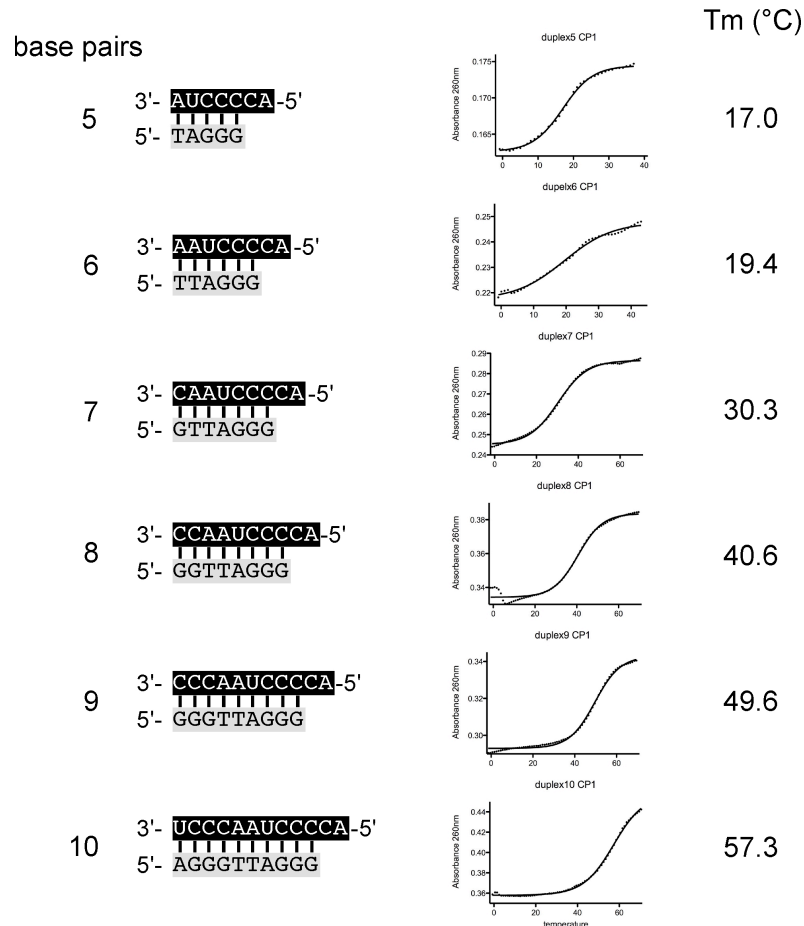 Tm (°C)
base pairs
duplex5 CP1
5
3'- AUCCCCA -5'
5'- TAGGG
Absorbance 260nm
0.175
0.170
0.165
0 10 20 30 40
17.0
dupelx6 CP1
6
3'- AAUCCCCA -5'
5'- TTAGGG
Absorbance 260nm
0.25
0.24
0.23
0.22
0 20 40
19.4
duplex7 CP1
7
3'- CAAUCCCCA -5'
5'- GTTAGGG
Absorbance 260nm
0.29
0.28
0.27
0.26
0.25
0.24
0 20 40 60
30.3
duplex8 CP1
8
3'- CCAAUCCCCA -5'
5'- GGTTAGGG
Absorbance 260nm
0.38
0.36
0.34
0 20 40 60
40.6
duplex9 CP1
9
3'- CCCAAUCCCCA -5'
5'- GGGTTAGGG
Absorbance 260nm
0.34
0.32
0.30
0 20 40 60
49.6
duplex10 CP1
10
3'- UCCCAAUCCCCA -5'
5'- AGGGTTAGGG
Absorbance 260nm
0.44
0.42
0.40
0.38
0.36
0 20 40 60
temperature
57.3